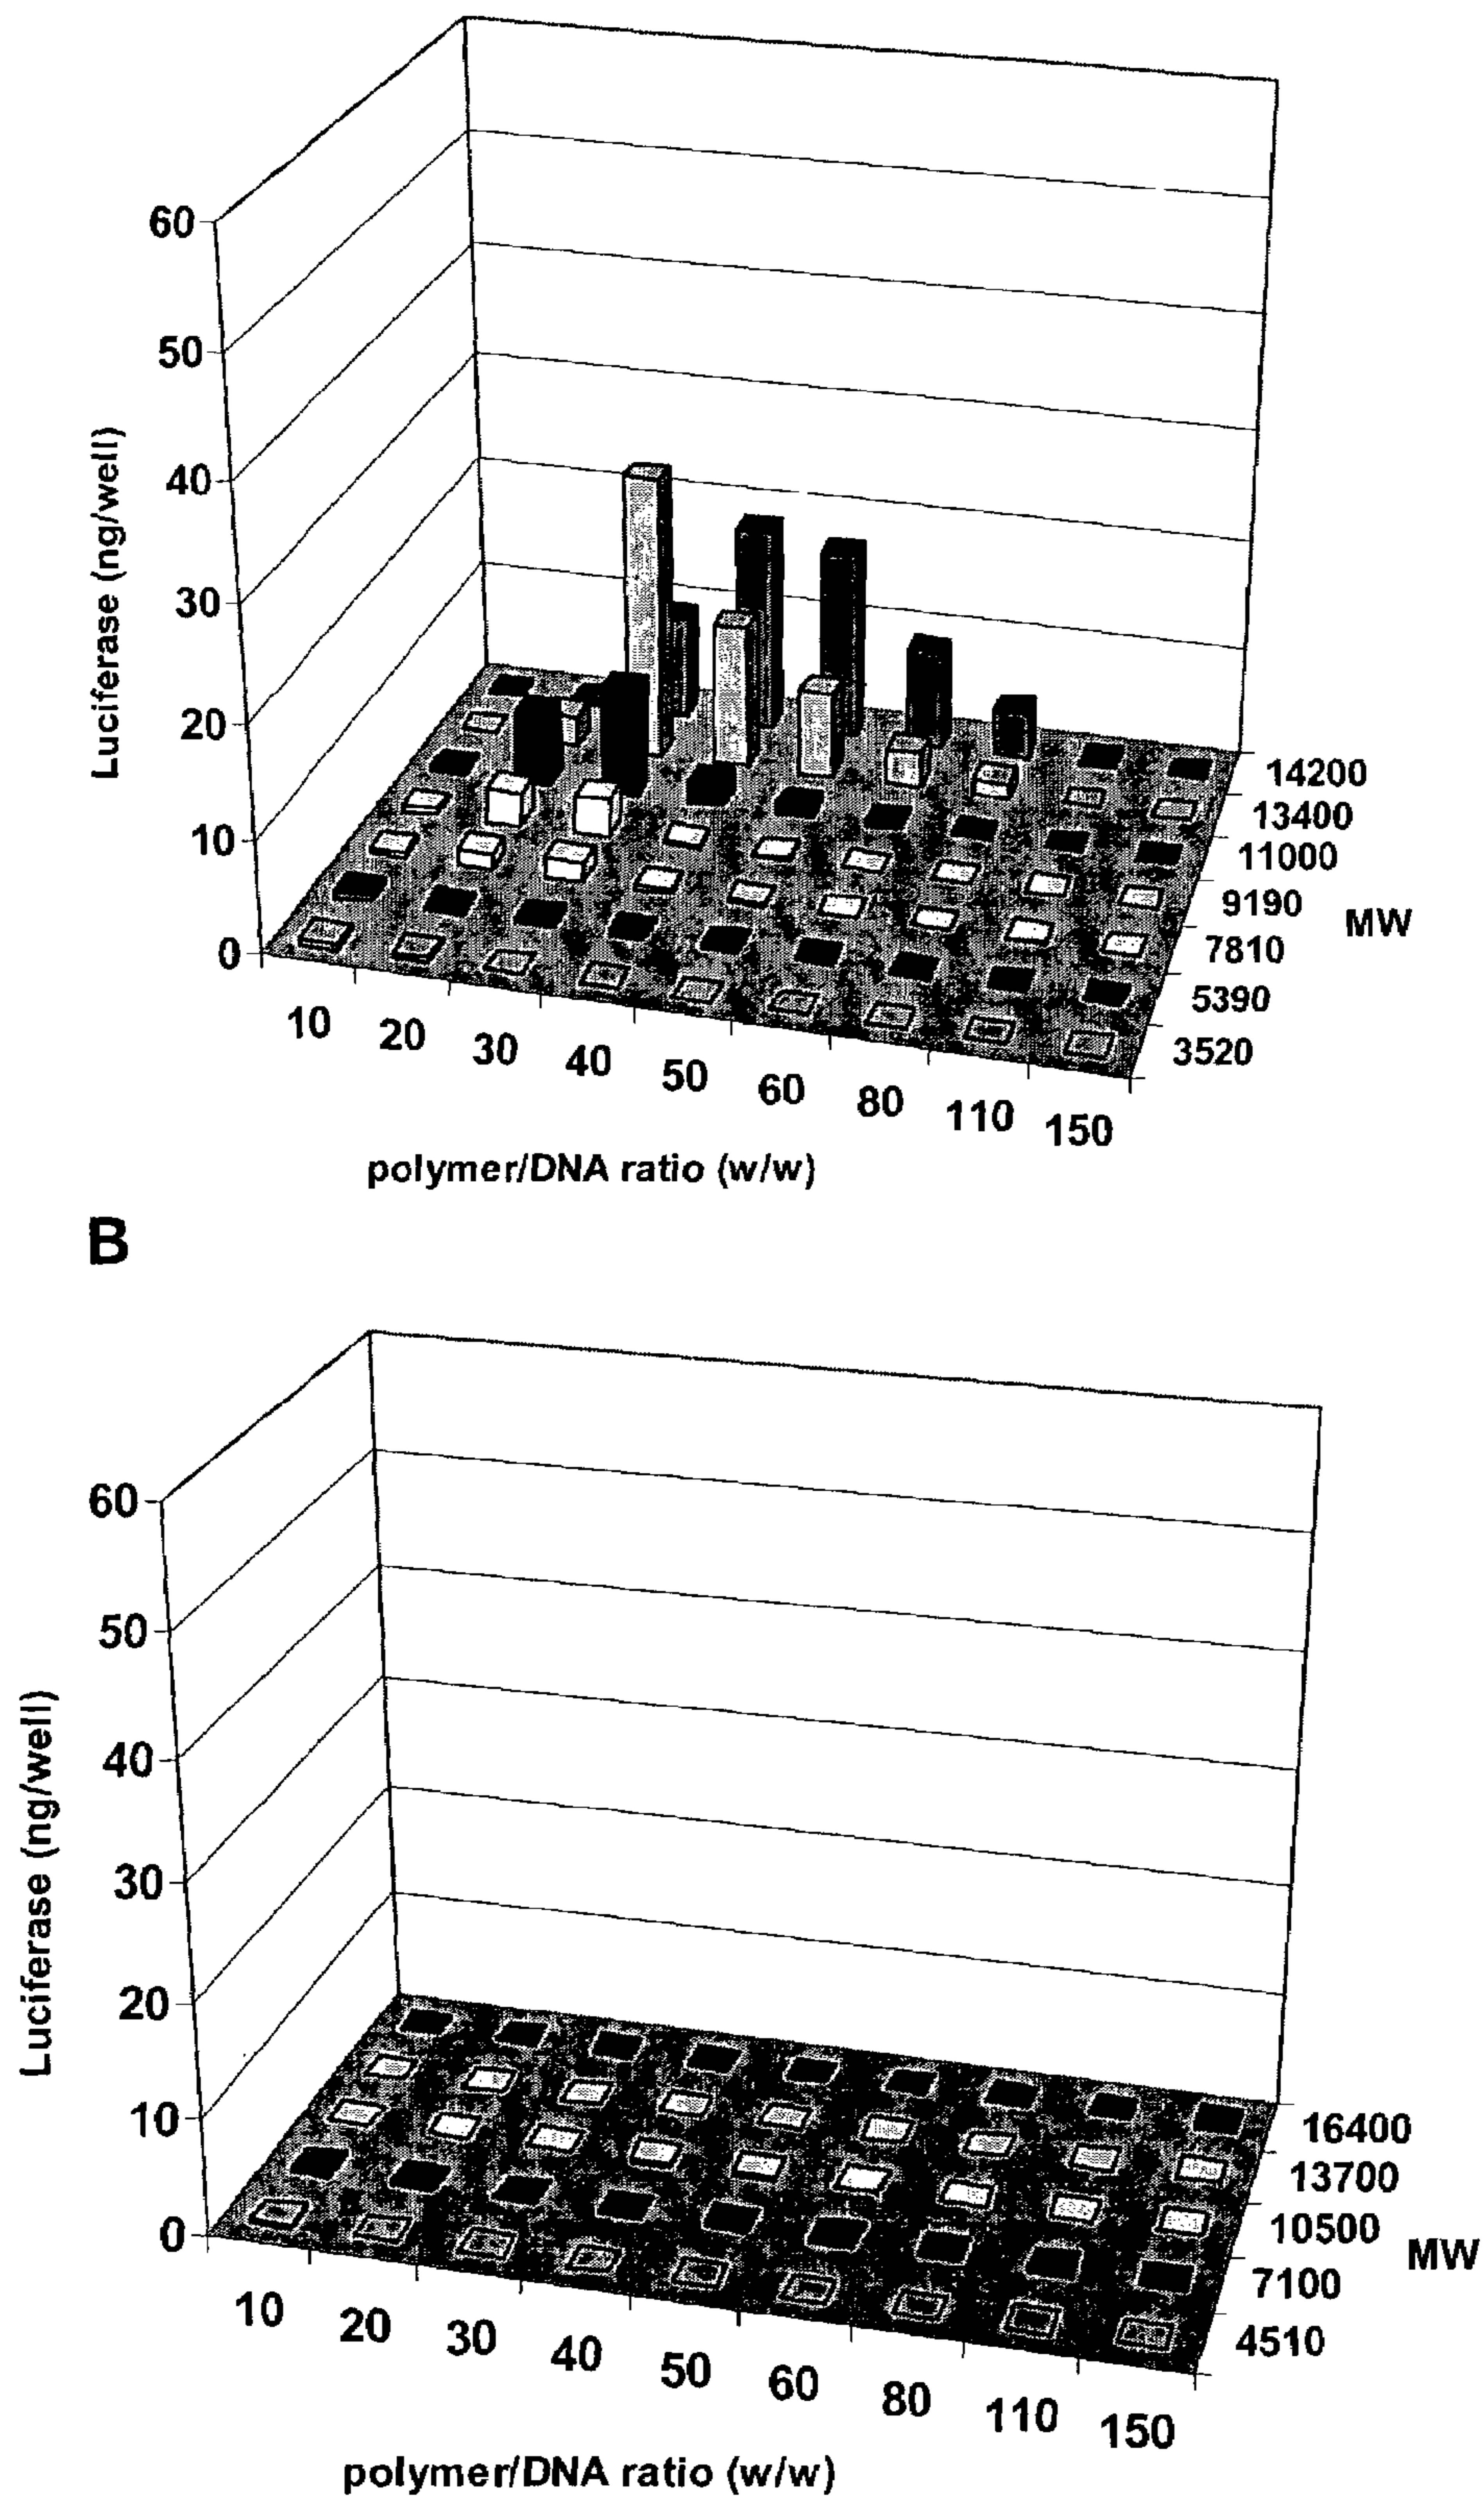 60
50
40
30
20
10
0
Luciferase (ng/well)
14200
13400
11000
9190
7810
5390
3520
MW
10 20 30 40 50 60 80 110 150
polymer/DNA ratio (w/w)
B
60
50
40
30
20
10
0
Luciferase (ng/well)
16400
13700
10500
7100
4510
MW
10 20 30 40 50 60 80 110 150
polymer/DNA ratio (w/w)